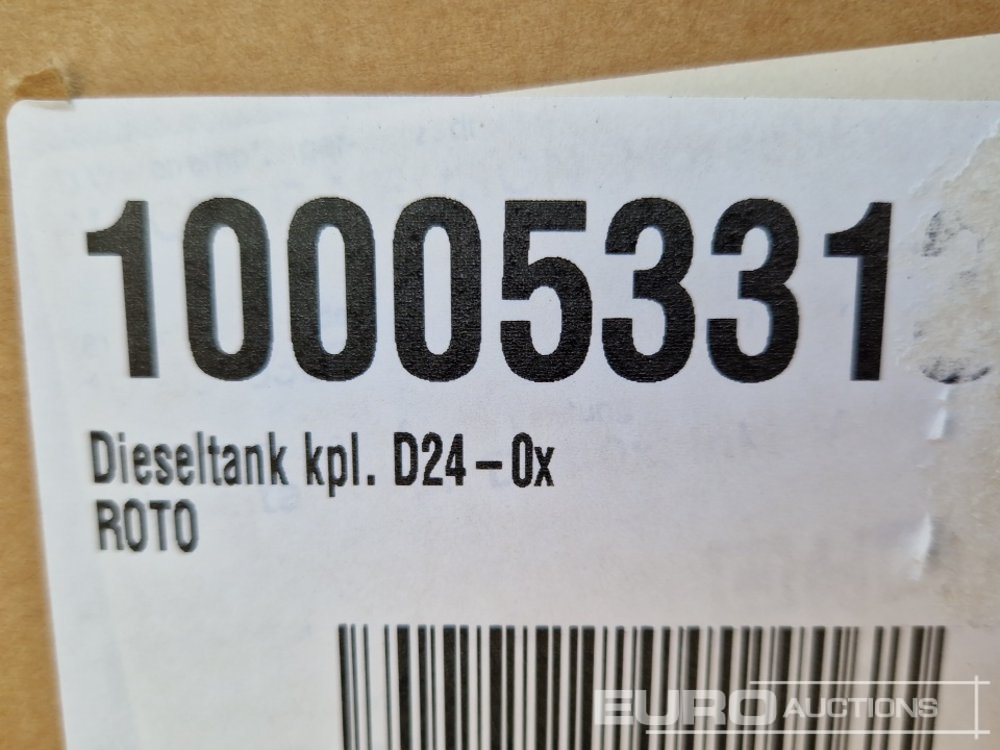 10005331
Dieseltank kpl. D24-0x
ROTO
EURO AUCTIONS